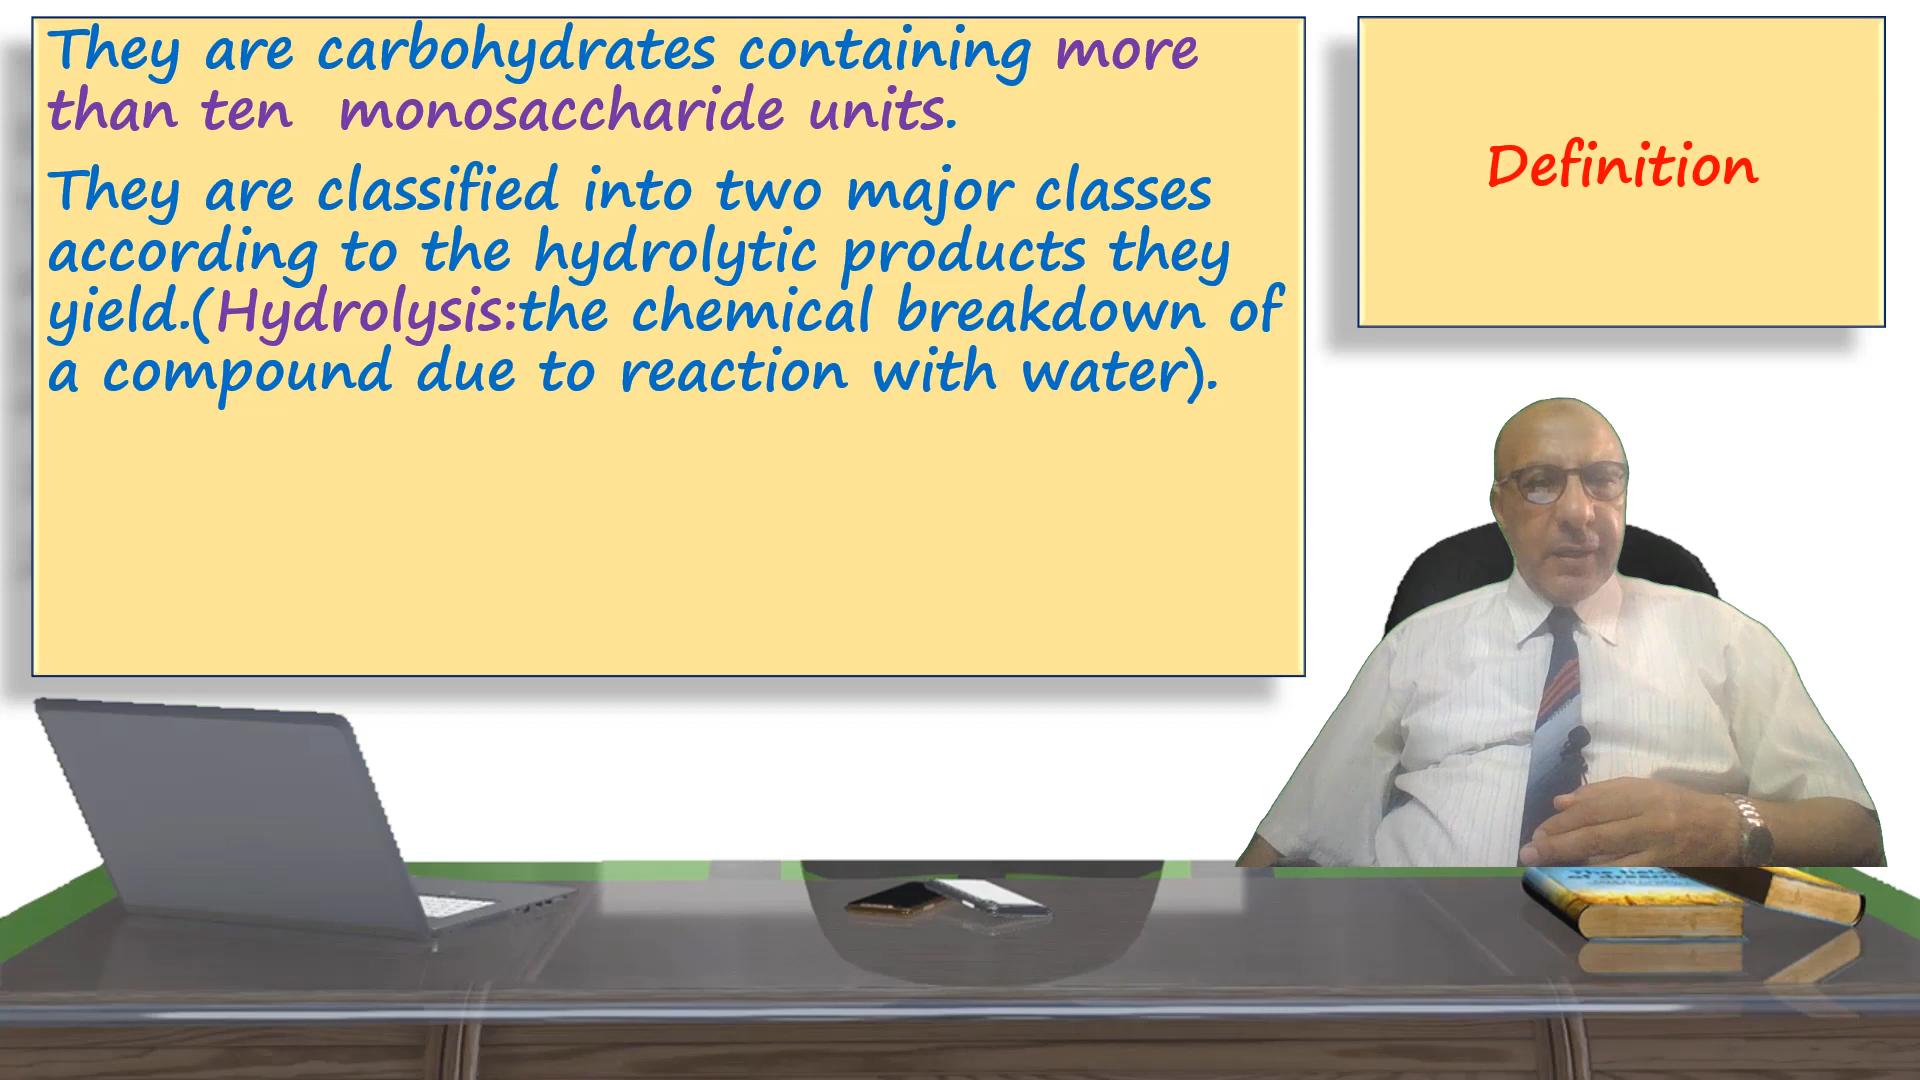 They are carbohydrates containing more
than ten monosaccharide units.
They are classified into two major classes
according to the hydrolytic products they
yield.(Hydrolysis:the chemical breakdown of
a compound due to reaction with water).
Definition